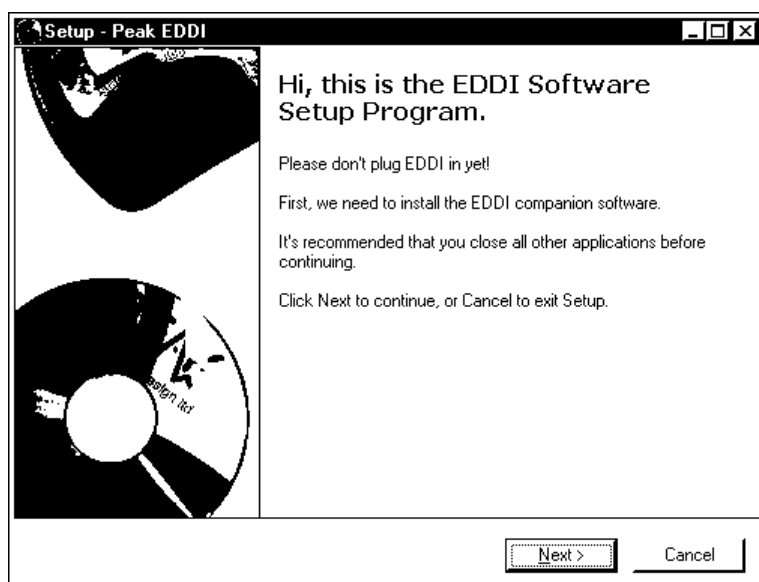 Setup - Peak EDDI
Hi, this is the EDDI Software
Setup Program.
Please don't plug EDDI in yet!
First, we need to install the EDDI companion software.
It's recommended that you close all other applications before
continuing.
Click Next to continue, or Cancel to exit Setup.
esign ltd
Next >
Cancel